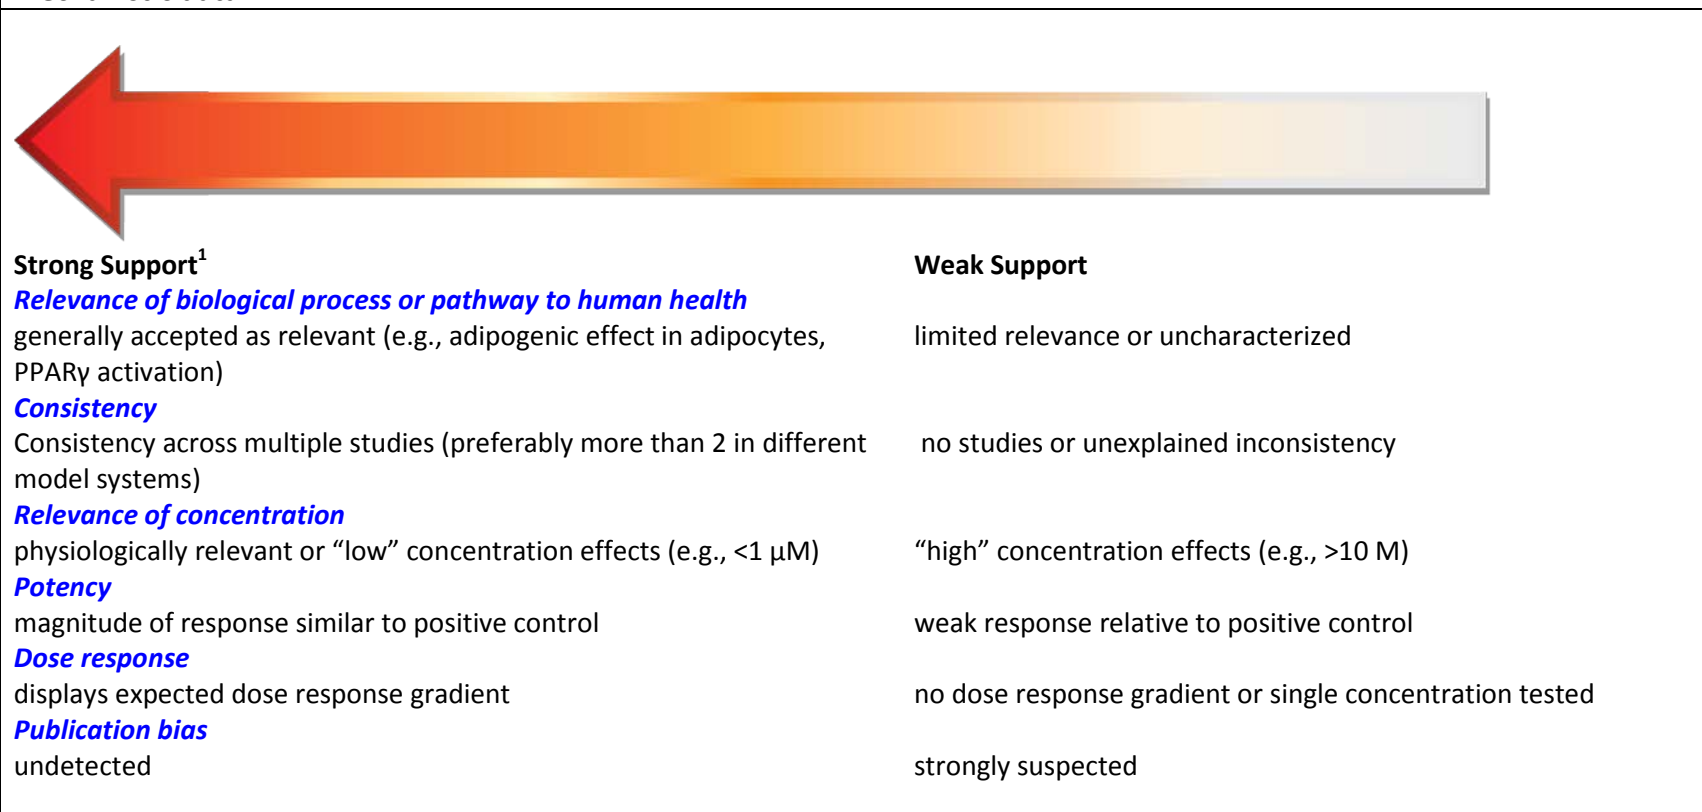 Strong Support1
Weak Support
Relevance of biological process or pathway to human health
generally accepted as relevant (e.g., adipogenic effect in adipocytes,
limited relevance or uncharacterized
PPARγ activation)
Consistency
Consistency across multiple studies (preferably more than 2 in different
no studies or unexplained inconsistency
model systems)
Relevance of concentration
physiologically relevant or “low” concentration effects (e.g., <1 μM)
“high” concentration effects (e.g., >10 M)
Potency
magnitude of response similar to positive control
weak response relative to positive control
Dose response
displays expected dose response gradient
no dose response gradient or single concentration tested
Publication bias
undetected
strongly suspected